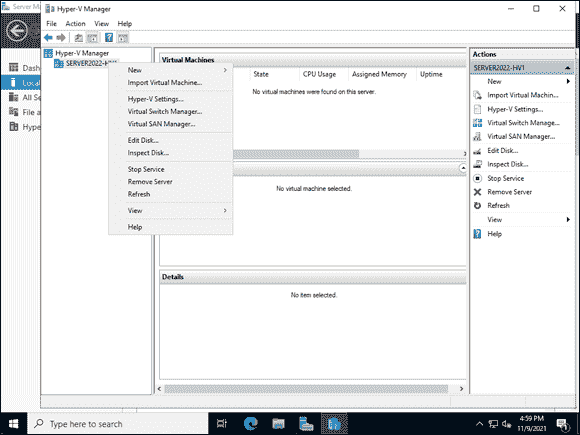 Server Ma
Hyper-V Manager
File Action View Help
Dash
Loca
All Se
File a
Hype
Hyper-V Manager
SERVER2022-HV1
New
Import Virtual Machine...
Hyper-V Settings...
Virtual Switch Manager...
Virtual SAN Manager...
Edit Disk...
Inspect Disk...
Stop Service
Remove Server
Refresh
View
Help
Virtual Machines
State CPU Usage Assigned Memory Uptime
No virtual machines were found on this server.
No virtual machine selected.
Details
No item selected.
Actions
SERVER2022-HV1
New
Import Virtual Machin...
Hyper-V Settings...
Virtual Switch Manage...
Virtual SAN Manager...
Edit Disk...
Inspect Disk...
Stop Service
Remove Server
Refresh
View
Help
Type here to search
4:59 PM
11/9/2021